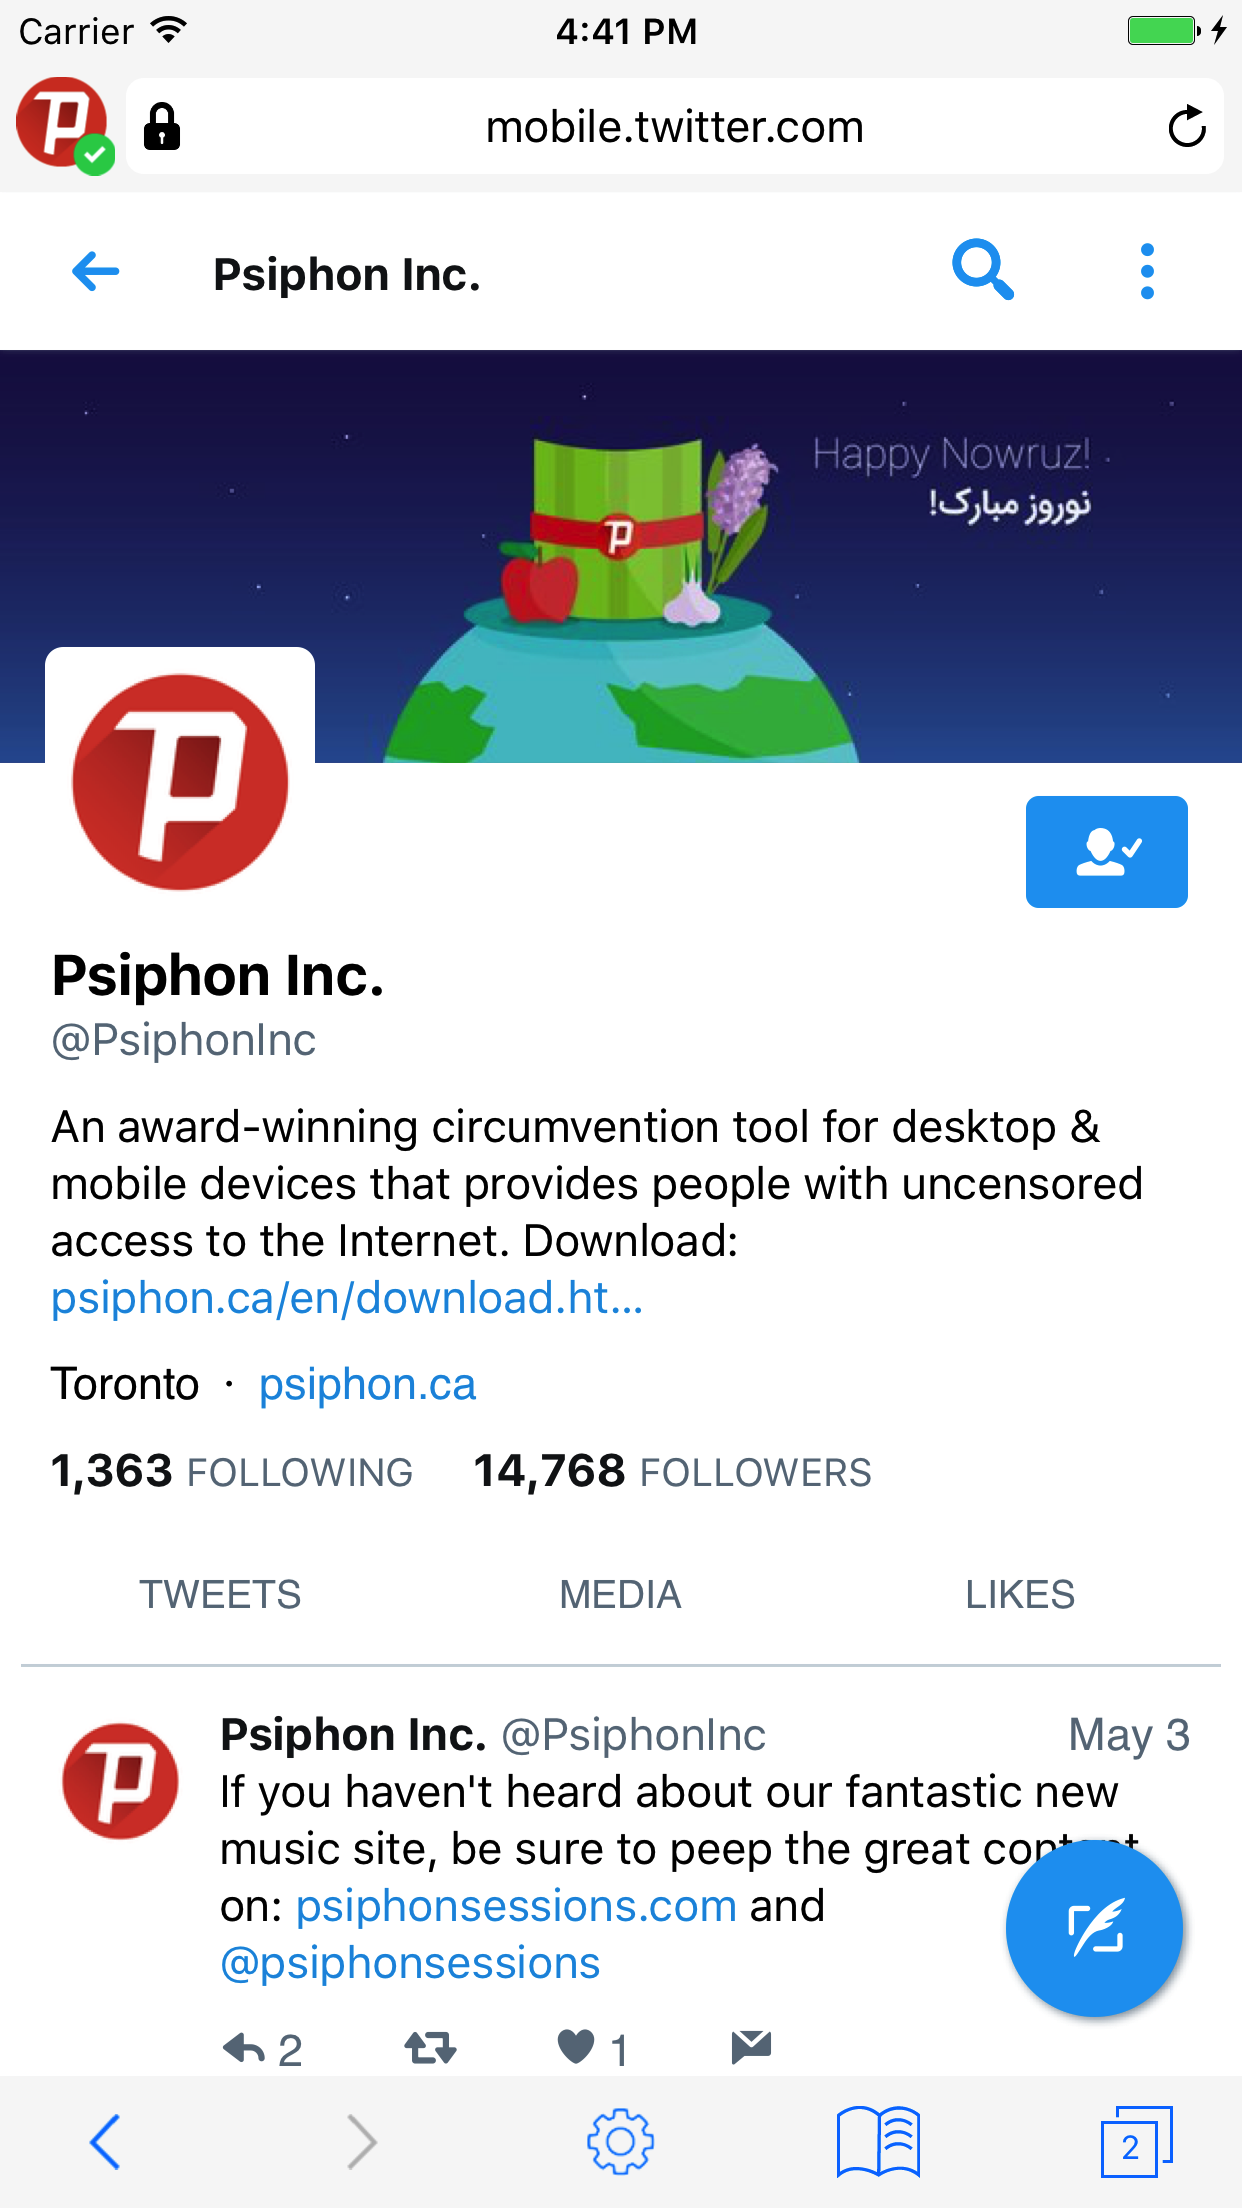 Carrier 4:41 PM
mobile.twitter.com
Psiphon Inc.
Happy Nowruz!
نوروز مبارک!
Psiphon Inc.
@PsiphonInc
An award-winning circumvention tool for desktop &
mobile devices that provides people with uncensored
access to the Internet. Download:
psiphon.ca/en/download.ht...
Toronto · psiphon.ca
1,363 FOLLOWING 14,768 FOLLOWERS
TWEETS MEDIA LIKES
Psiphon Inc. @PsiphonInc May 3
If you haven't heard about our fantastic new
music site, be sure to peep the great content
on: psiphonsessions.com and
@psiphonsessions
2 1
2